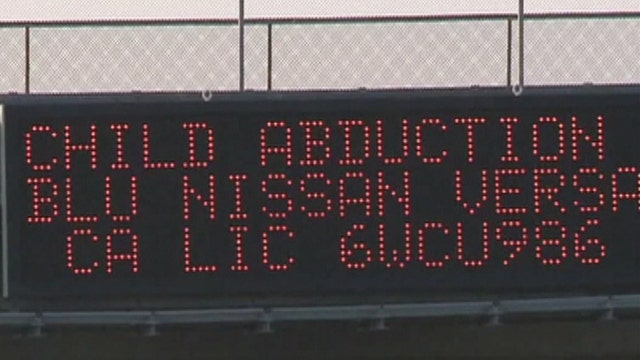 CHILD ABDUCTION
BLU NISSAN VERSA
CA LIC 6WCU986